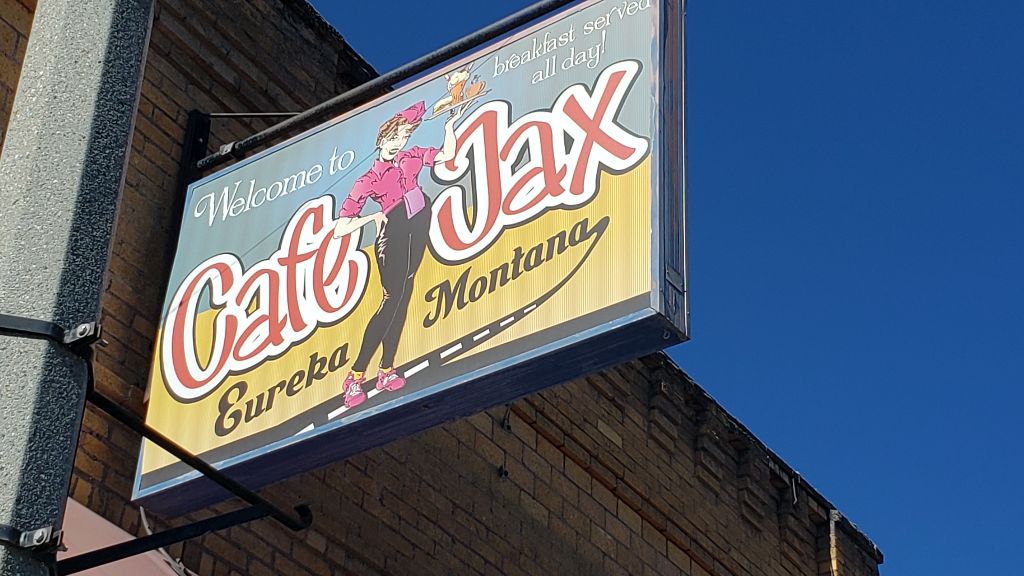 breakfast served
all day!
Welcome to
Cafe Jax
Eureka Montana